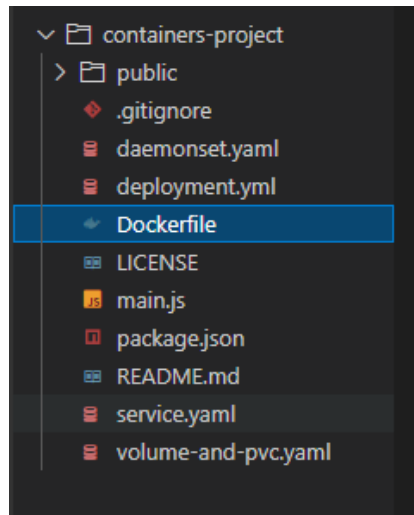 containers-project
public
.gitignore
daemonset.yaml
deployment.yml
Dockerfile
LICENSE
JS main.js
package.json
README.md
service.yaml
volume-and-pvc.yaml